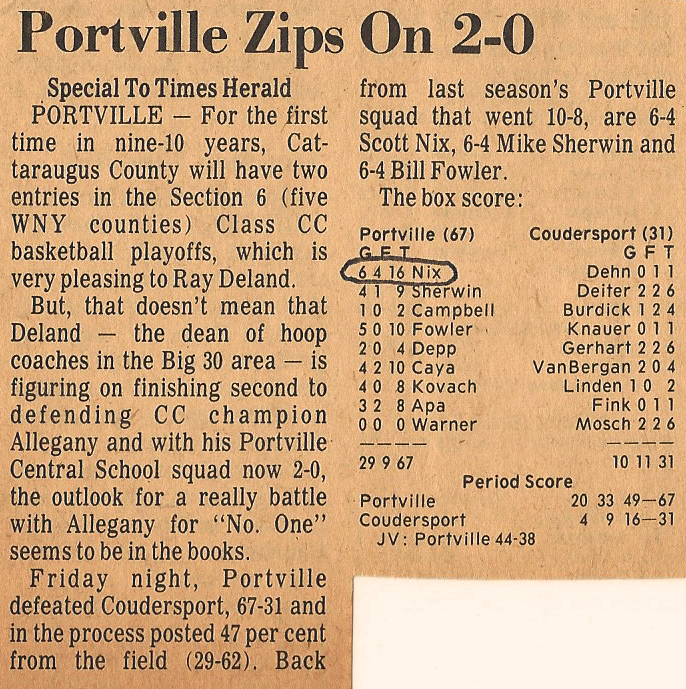 Portville Zips On 2-0
Special To Times Herald
PORTVILLE — For the first
time in nine-10 years, Cat-
taraugus County will have two
entries in the Section 6 (five
WNY counties) Class CC
basketball playoffs, which is
very pleasing to Ray Deland.
But, that doesn't mean that
Deland — the dean of hoop
coaches in the Big 30 area — is
figuring on finishing second to
defending CC champion
Allegany and with his Portville
Central School squad now 2-0,
the outlook for a really battle
with Allegany for "No. One"
seems to be in the books.
Friday night, Portville
defeated Coudersport, 67-31 and
in the process posted 47 per cent
from the field (29-62). Back
from last season's Portville
squad that went 10-8, are 6-4
Scott Nix, 6-4 Mike Sherwin and
6-4 Bill Fowler.
The box score:
Portville (67) Coudersport (31)
G F T G F T
6 4 16 Nix Dehn 0 1 1
4 1 9 Sherwin Deiter 2 2 6
1 0 2 Campbell Burdick 1 2 4
5 0 10 Fowler Knauer 0 1 1
2 0 4 Depp Gerhart 2 2 6
4 2 10 Caya VanBergan 2 0 4
4 0 8 Kovach Linden 1 0 2
3 2 8 Apa Fink 0 1 1
0 0 0 Warner Mosch 2 2 6
———— ————
29 9 67 10 11 31
Period Score
Portville 20 33 49—67
Coudersport 4 9 16—31
JV: Portville 44-38